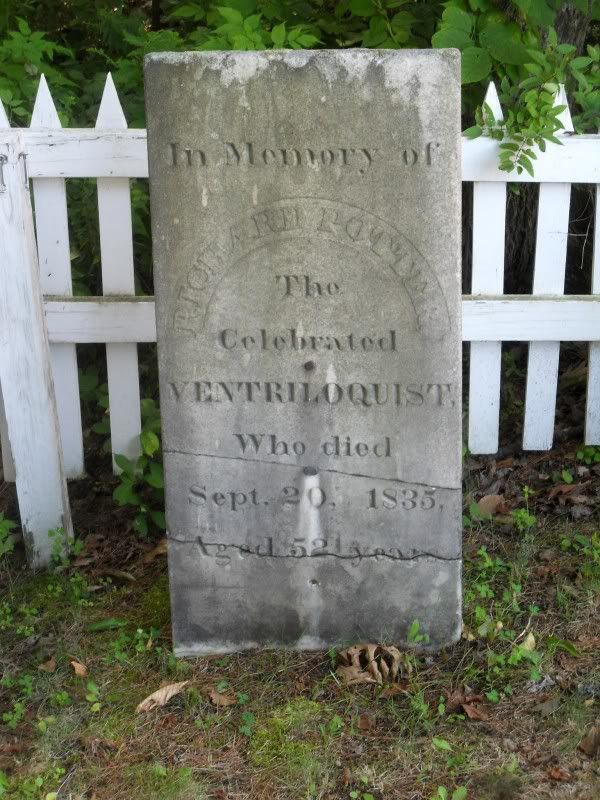 In Memory of
RICHARD POTTER
The
Celebrated
VENTRILOQUIST,
Who died
Sept. 20, 1835,
Aged 52 years